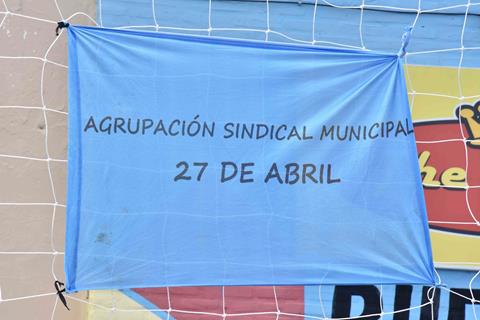 AGRUPACIÓN SINDICAL MUNICIPAL
27 DE ABRIL